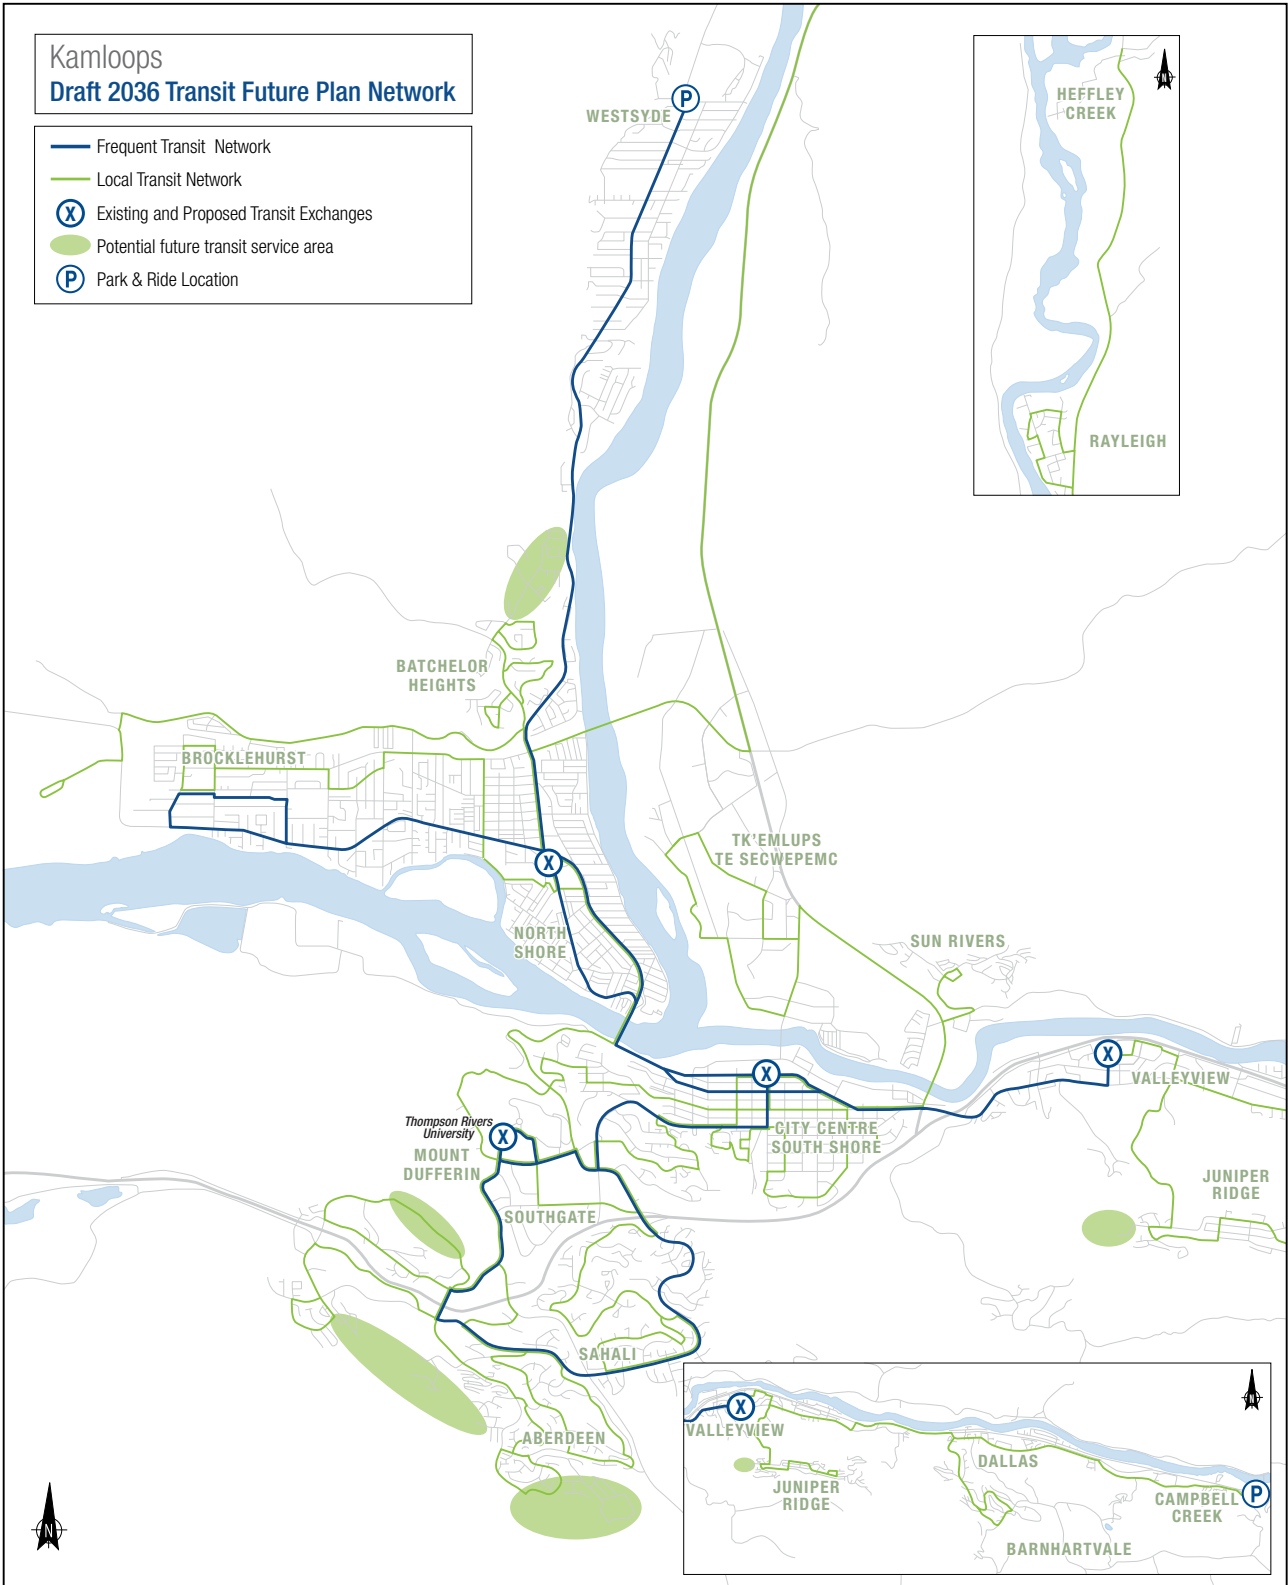 Kamloops
Draft 2036 Transit Future Plan Network
Frequent Transit Network
Local Transit Network
X Existing and Proposed Transit Exchanges
Potential future transit service area
P Park & Ride Location
P
WESTSYDE
N
HEFFLEY
CREEK
RAYLEIGH
BATCHELOR
HEIGHTS
BROCKLEHURST
TK'EMLUPS
TE SECWEPEMC
X
NORTH
SHORE
SUN RIVERS
X
X
VALLEYVIEW
Thompson Rivers
University
X
MOUNT
DUFFERIN
CITY CENTRE
SOUTH SHORE
JUNIPER
RIDGE
SOUTHGATE
SAHALI
ABERDEEN
N
N
X
VALLEYVIEW
JUNIPER
RIDGE
DALLAS
CAMPBELL
CREEK
P
BARNHARTVALE